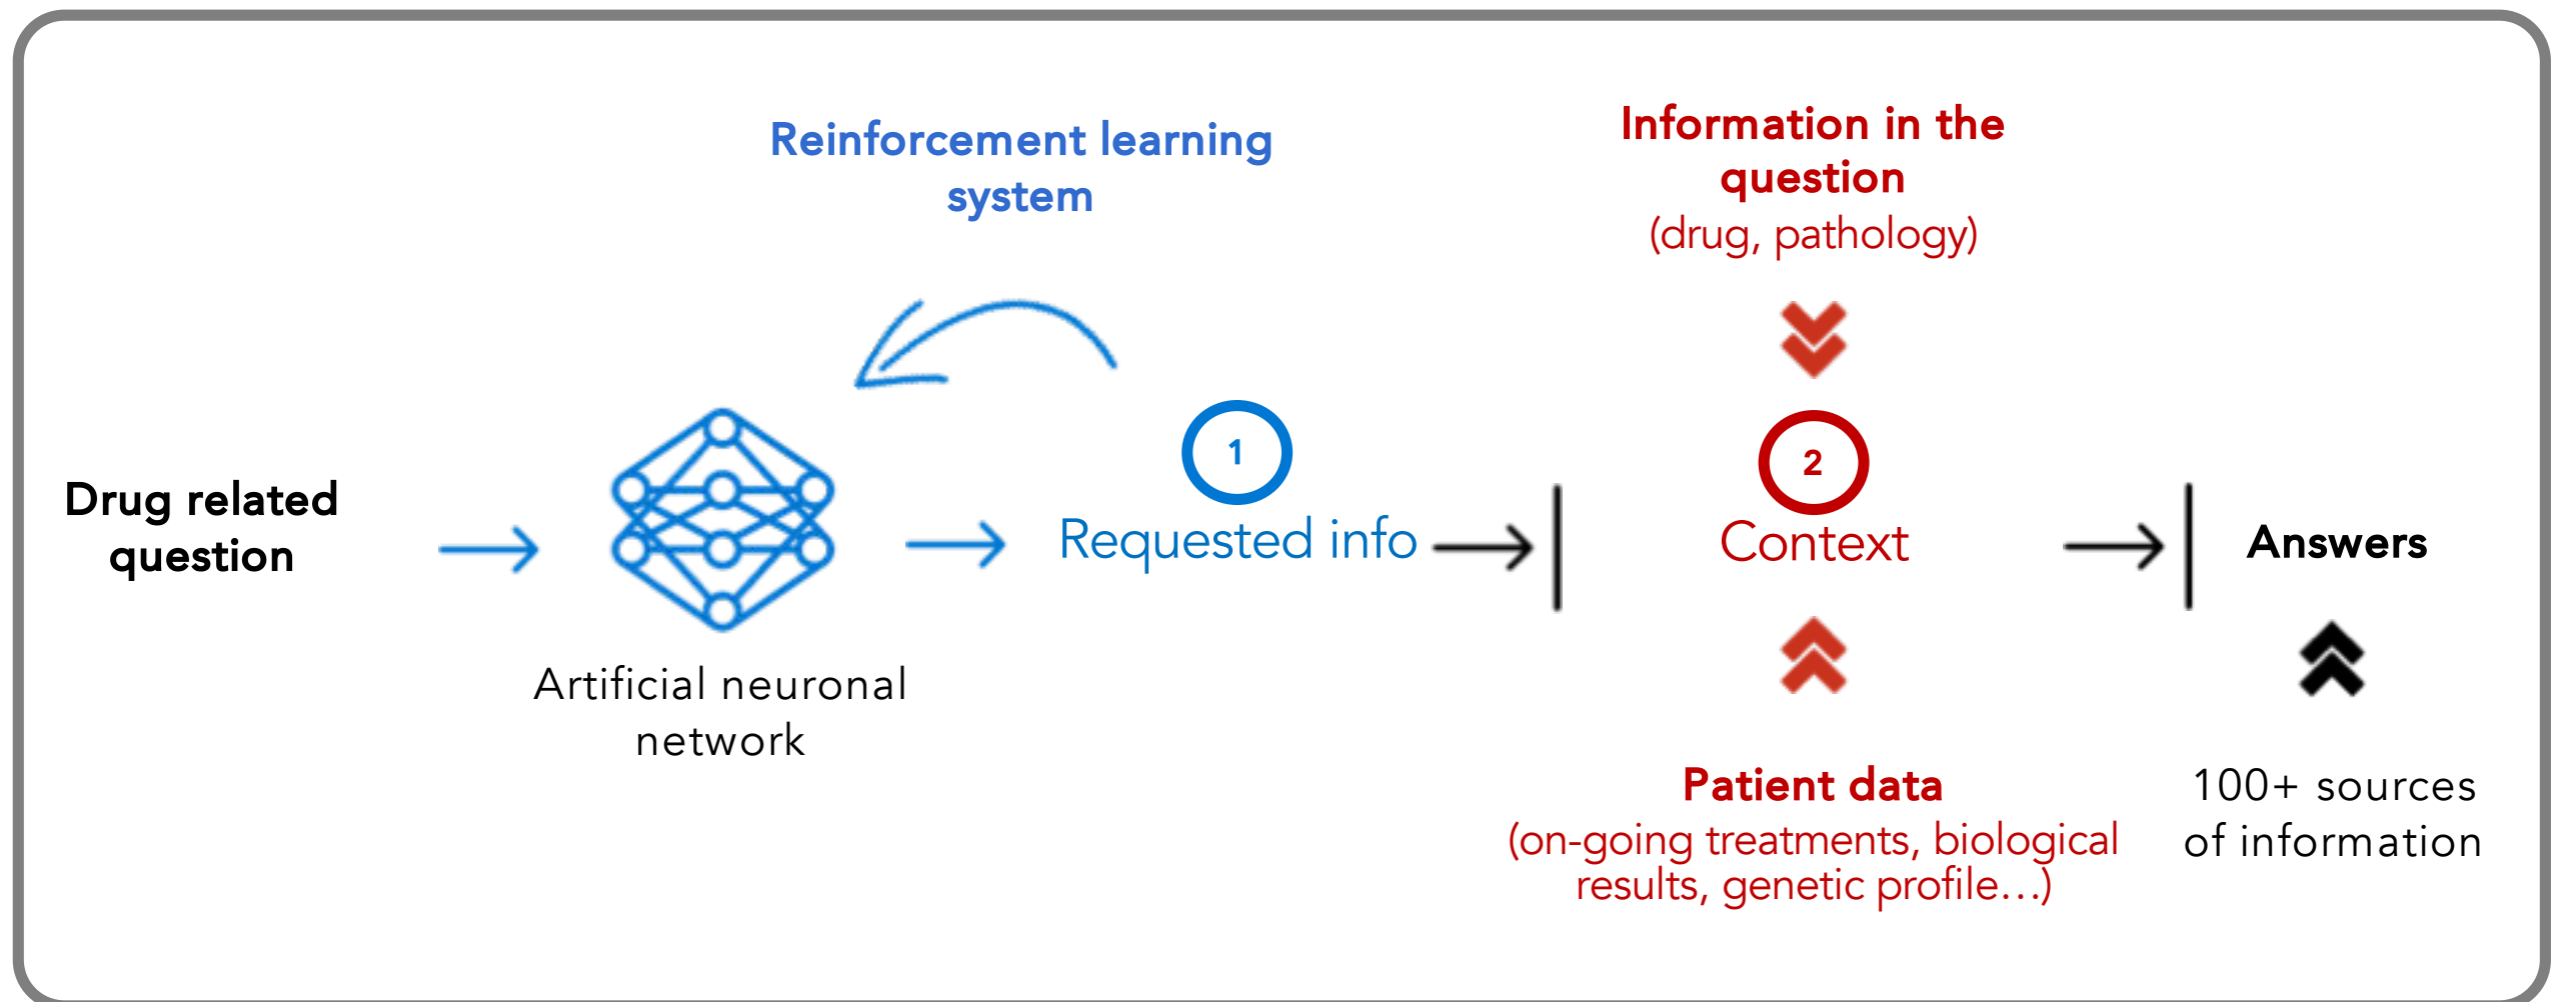 Reinforcement learning
system
Information in the
question
(drug, pathology)
Drug related
question
Artificial neuronal
network
1
Requested info
2
Context
Patient data
(on-going treatments, biological
results, genetic profile...)
Answers
100+ sources
of information